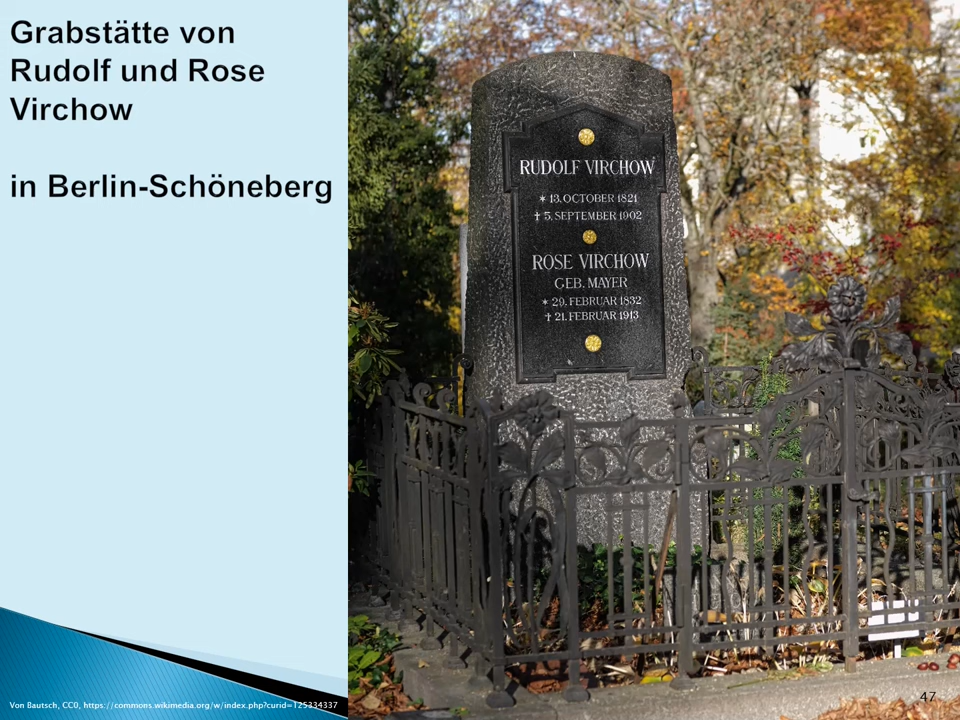 Grabstätte von
Rudolf und Rose
Virchow
in Berlin-Schöneberg
RUDOLF VIRCHOW
* 13. OCTOBER 1821
† 5. SEPTEMBER 1902
ROSE VIRCHOW
GEB. MAYER
* 29. FEBRUAR 1832
† 21. FEBRUAR 1913
Von Bautsch, CC0, https://commons.wikimedia.org/w/index.php?curid=125334337
47